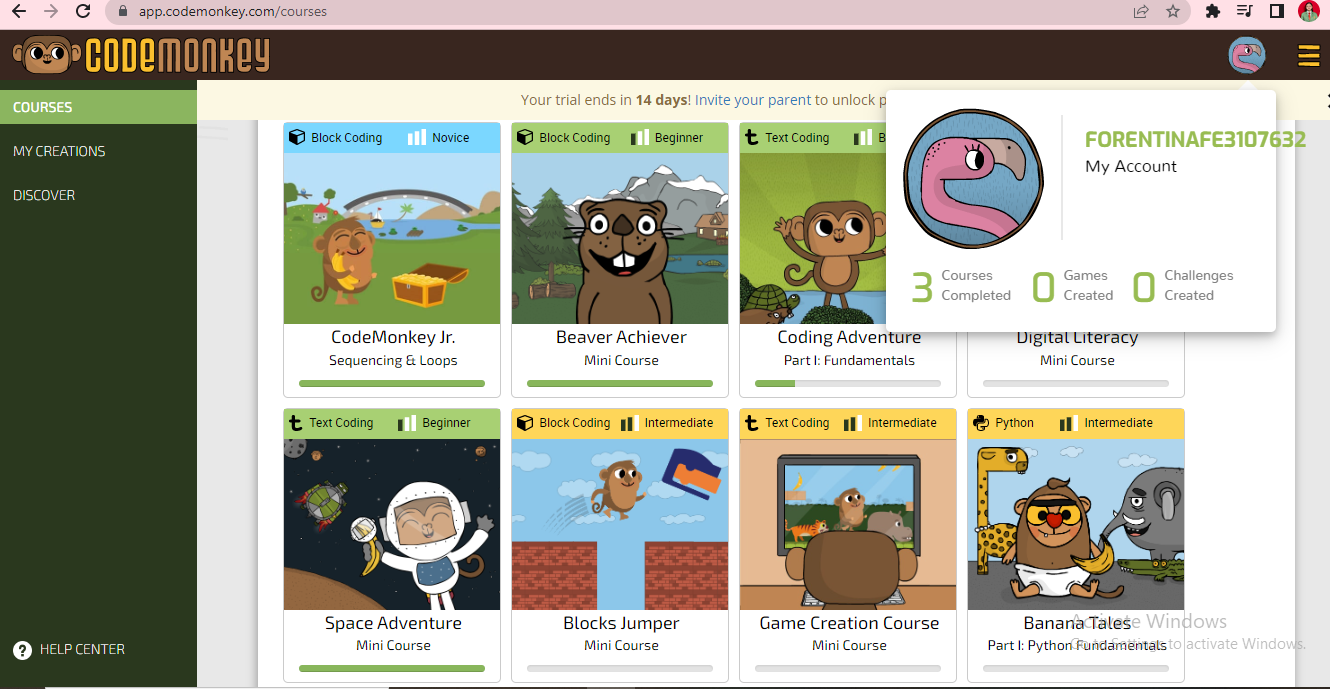 app.codemonkey.com/courses
CODEMONKEY
COURSES
MY CREATIONS
DISCOVER
? HELP CENTER
Your trial ends in 14 days! Invite your parent to unlock p
FORENTINAFE3107632
My Account
3 Courses Completed
0 Games Created
0 Challenges Created
Block Coding Novice
CodeMonkey Jr.
Sequencing & Loops
Block Coding Beginner
Beaver Achiever
Mini Course
t Text Coding B
Coding Adventure
Part I: Fundamentals
Digital Literacy
Mini Course
t Text Coding Beginner
Space Adventure
Mini Course
Block Coding Intermediate
Blocks Jumper
Mini Course
t Text Coding Intermediate
Game Creation Course
Mini Course
Python Intermediate
Banana Tales
Part I: Python Fundamentals
Activate Windows
Go to Settings to activate Windows.